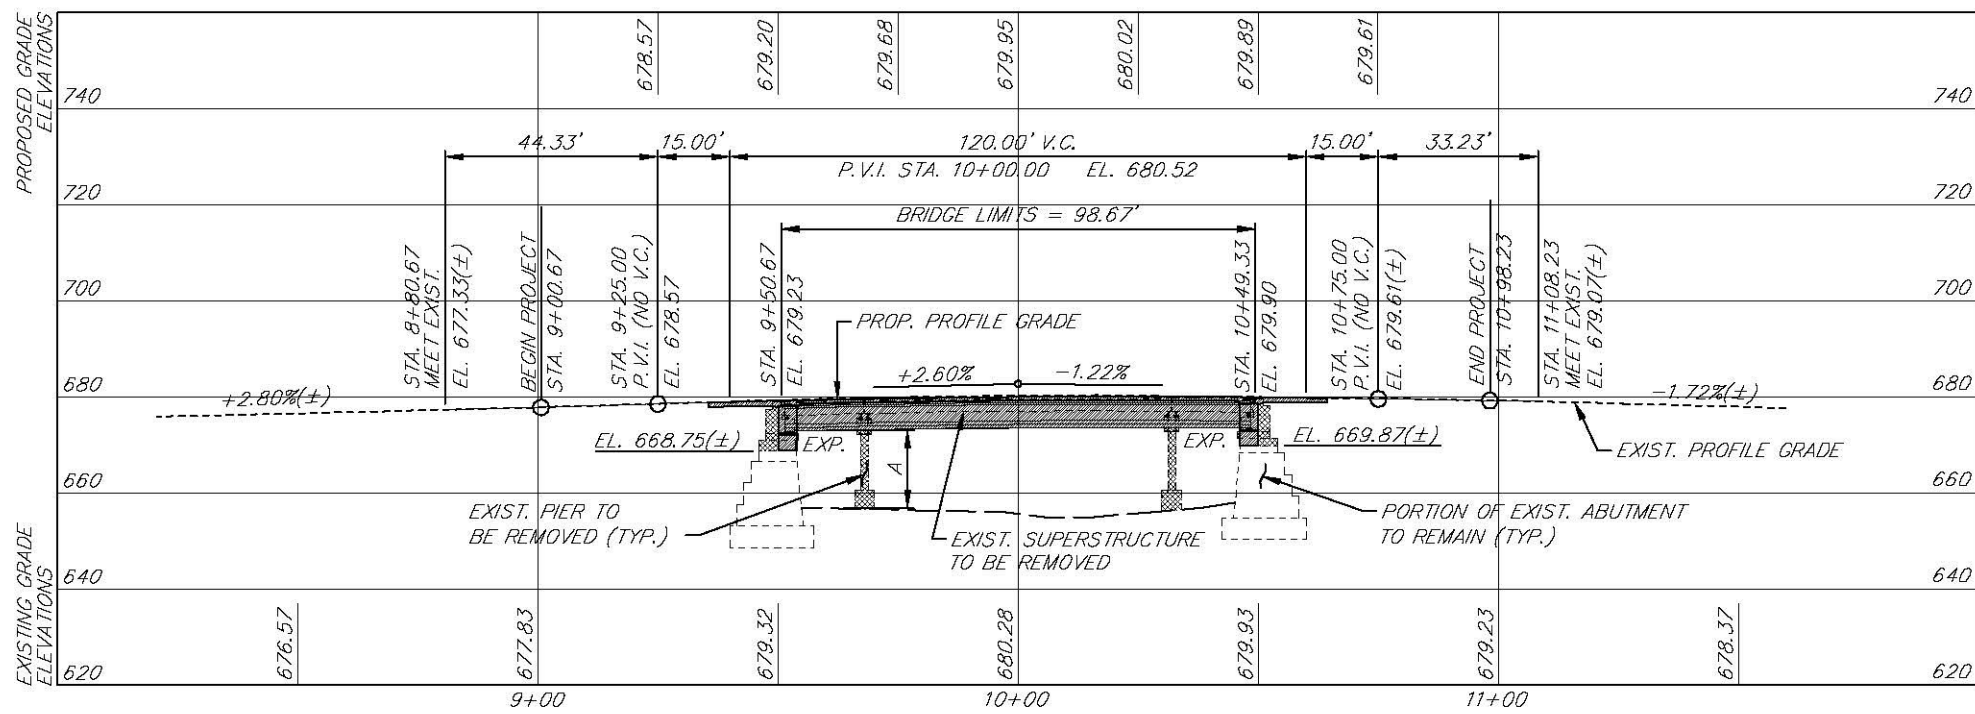 PROPOSED GRADE
ELEVATIONS
678.57
679.20
679.68
679.95
680.02
679.89
679.61
740
740
44.33'
15.00'
120.00' V.C.
15.00'
33.23'
P.V.I. STA. 10+00.00 EL. 680.52
720
720
BRIDGE LIMITS = 98.67'
STA. 8+80.67
MEET EXIST.
EL. 677.33(±)
BEGIN PROJECT
STA. 9+00.67
STA. 9+25.00
P.V.I. (NO V.C.)
EL. 678.57
STA. 9+50.67
EL. 679.23
STA. 10+49.33
EL. 679.90
STA. 10+75.00
P.V.I. (NO V.C.)
EL. 679.61(±)
END PROJECT
STA. 10+98.23
STA. 11+08.23
MEET EXIST.
EL. 679.07(±)
700
700
PROP. PROFILE GRADE
680
680
+2.80%(±)
+2.60%
-1.22%
-1.72%(±)
EL. 668.75(±)
EXP.
EXP.
EL. 669.87(±)
EXIST. PROFILE GRADE
A
660
660
EXIST. PIER TO
BE REMOVED (TYP.)
EXIST. SUPERSTRUCTURE
TO BE REMOVED
PORTION OF EXIST. ABUTMENT
TO REMAIN (TYP.)
640
640
EXISTING GRADE
ELEVATIONS
676.57
677.83
679.32
680.28
679.93
679.23
678.37
620
620
9+00
10+00
11+00